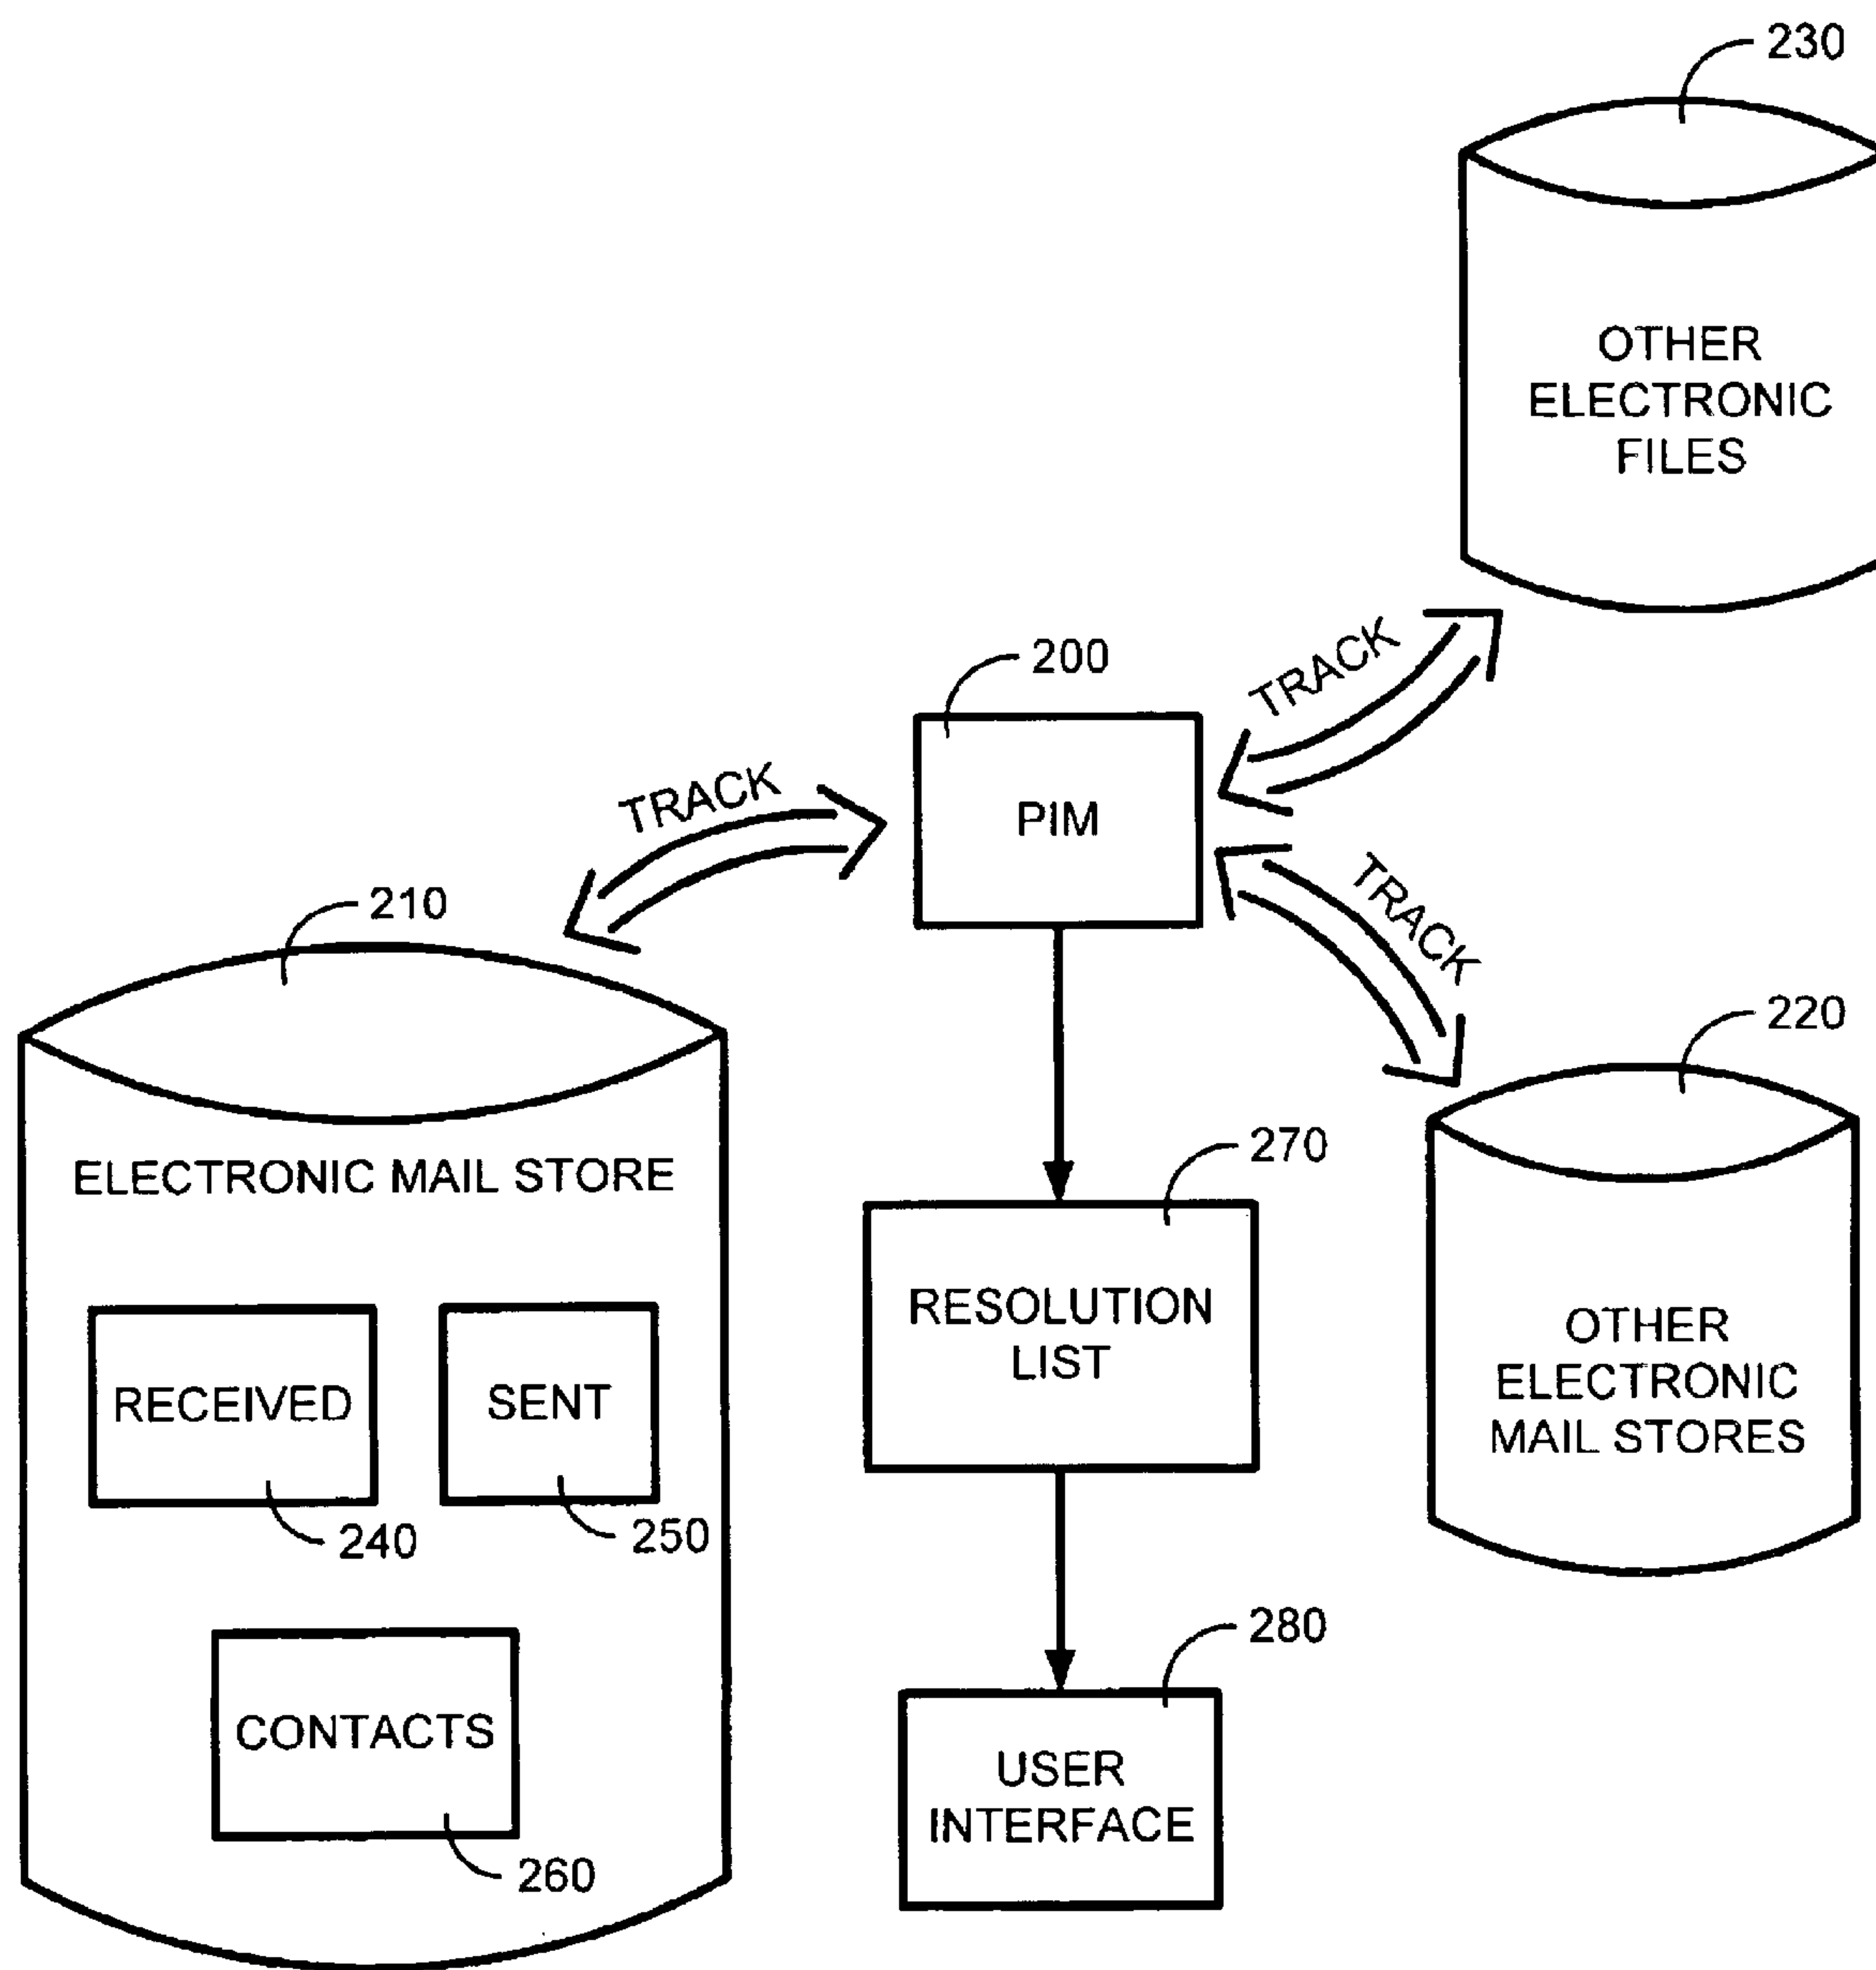 230
OTHER
ELECTRONIC
FILES
200
TRACK
PIM
TRACK
TRACK
210
220
ELECTRONIC MAIL STORE
270
RESOLUTION
LIST
OTHER
ELECTRONIC
MAIL STORES
RECEIVED
SENT
240
250
280
CONTACTS
USER
INTERFACE
260